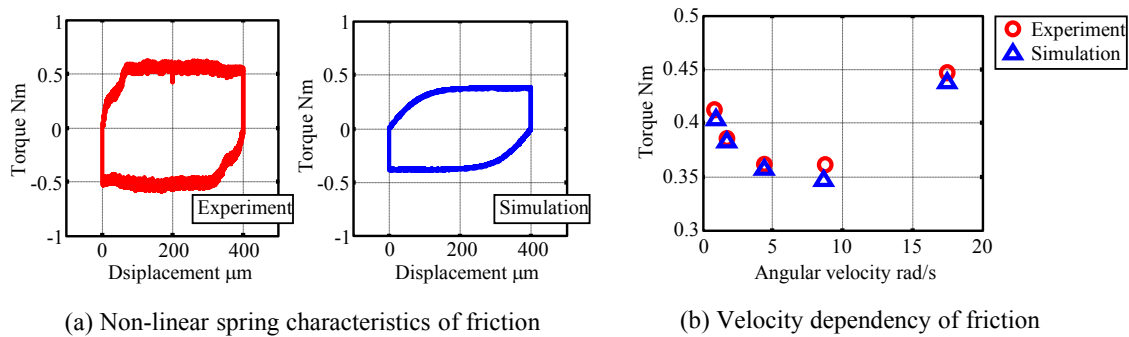 1
0.5
0
-0.5
-1
Torque Nm
0 200 400
Dsiplacement μm
Experiment
1
0.5
0
-0.5
-1
Torque Nm
0 200 400
Displacement μm
Simulation
(a) Non-linear spring characteristics of friction
0.5
0.45
0.4
0.35
0.3
Torque Nm
0 5 10 15 20
Angular velocity rad/s
Experiment
Simulation
(b) Velocity dependency of friction